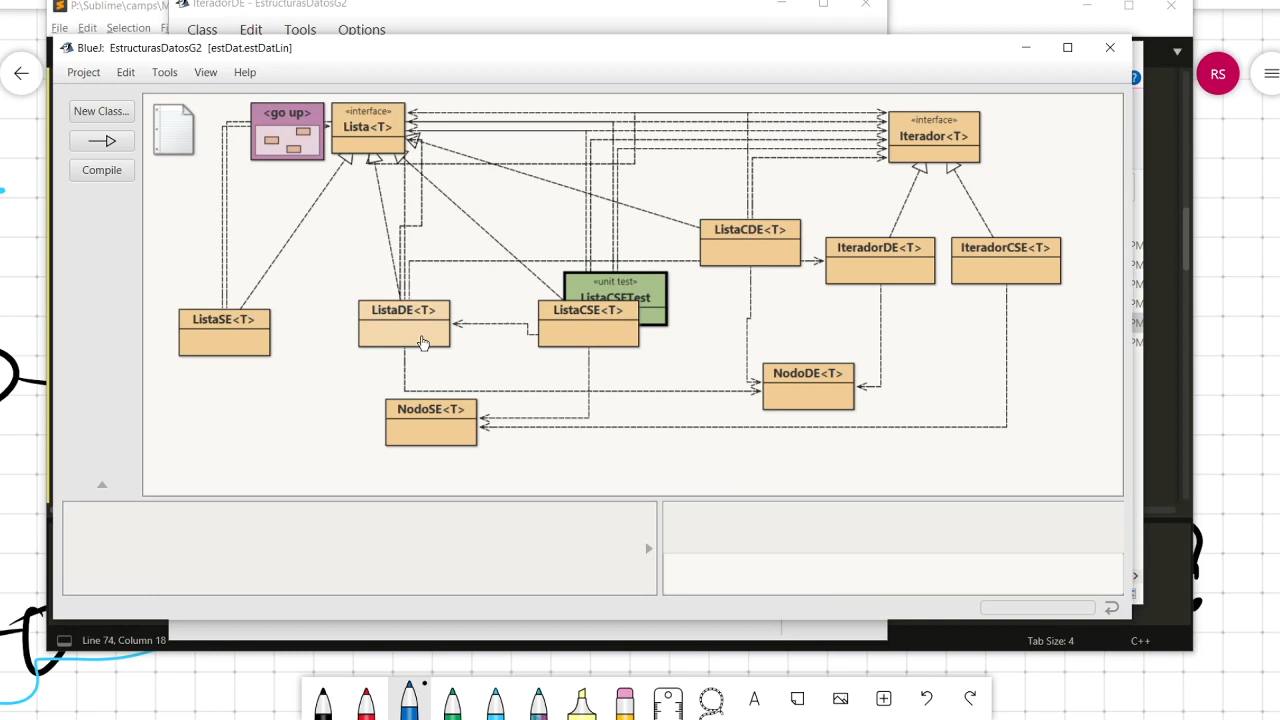 P:\Sublime\camps\M
IteradorDE - EstructurasDatosG2
File Edit Selection
Class Edit Tools Options
BlueJ: EstructurasDatosG2 [estDat.estDatLin]
Project Edit Tools View Help
RS
New Class...
Compile
<go up>
«interface»
Lista<T>
«interface»
Iterador<T>
ListaCDE<T>
IteradorDE<T>
IteradorCSE<T>
«unit test»
ListaCSETest
ListaSE<T>
ListaDE<T>
ListaCSE<T>
NodoDE<T>
NodoSE<T>
Line 74, Column 18
Tab Size: 4
C++